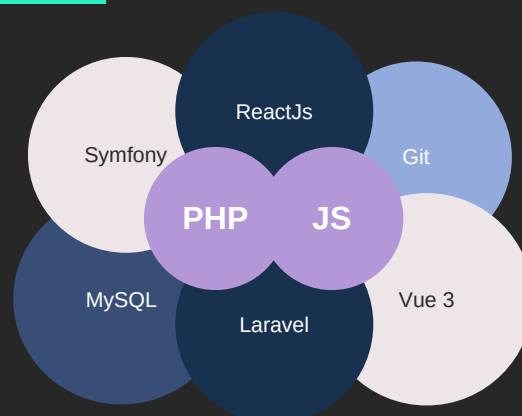 ReactJs
Symfony
Git
PHP
JS
MySQL
Vue 3
Laravel